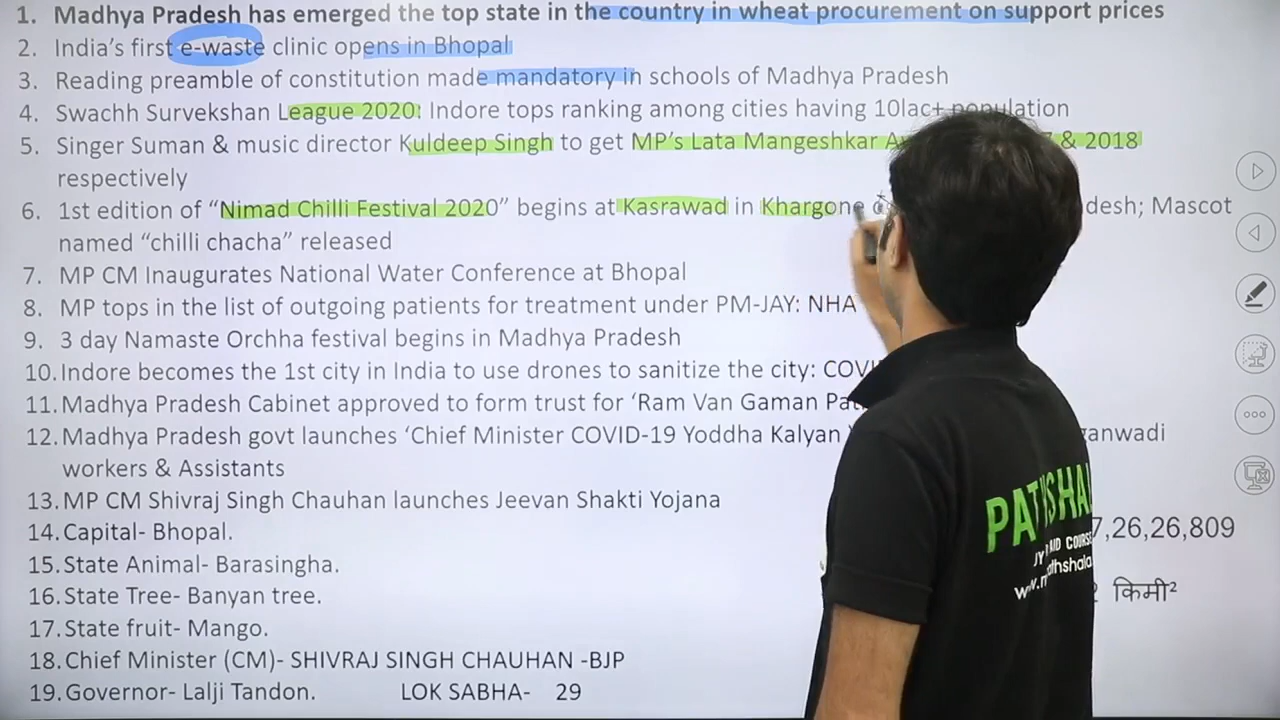 1. Madhya Pradesh has emerged the top state in the country in wheat procurement on support prices
2. India's first e-waste clinic opens in Bhopal
3. Reading preamble of constitution made mandatory in schools of Madhya Pradesh
4. Swachh Survekshan League 2020: Indore tops ranking among cities having 10lac+ population
5. Singer Suman & music director Kuldeep Singh to get MP's Lata Mangeshkar & 2018
respectively
6. 1st edition of "Nimad Chilli Festival 2020" begins at Kasrawad in Khargone desh; Mascot
named "chilli chacha" released
7. MP CM Inaugurates National Water Conference at Bhopal
8. MP tops in the list of outgoing patients for treatment under PM-JAY: NHA
9. 3 day Namaste Orchha festival begins in Madhya Pradesh
10. Indore becomes the 1st city in India to use drones to sanitize the city: COV
11. Madhya Pradesh Cabinet approved to form trust for 'Ram Van Gaman Pat
12. Madhya Pradesh govt launches 'Chief Minister COVID-19 Yoddha Kalyan ganwadi
workers & Assistants
13. MP CM Shivraj Singh Chauhan launches Jeevan Shakti Yojana
14. Capital- Bhopal.
7,26,26,809
15. State Animal- Barasingha.
16. State Tree- Banyan tree.
किमी²
17. State fruit- Mango.
18. Chief Minister (CM)- SHIVRAJ SINGH CHAUHAN -BJP
19. Governor- Lalji Tandon. LOK SABHA- 29
PATHSHAL